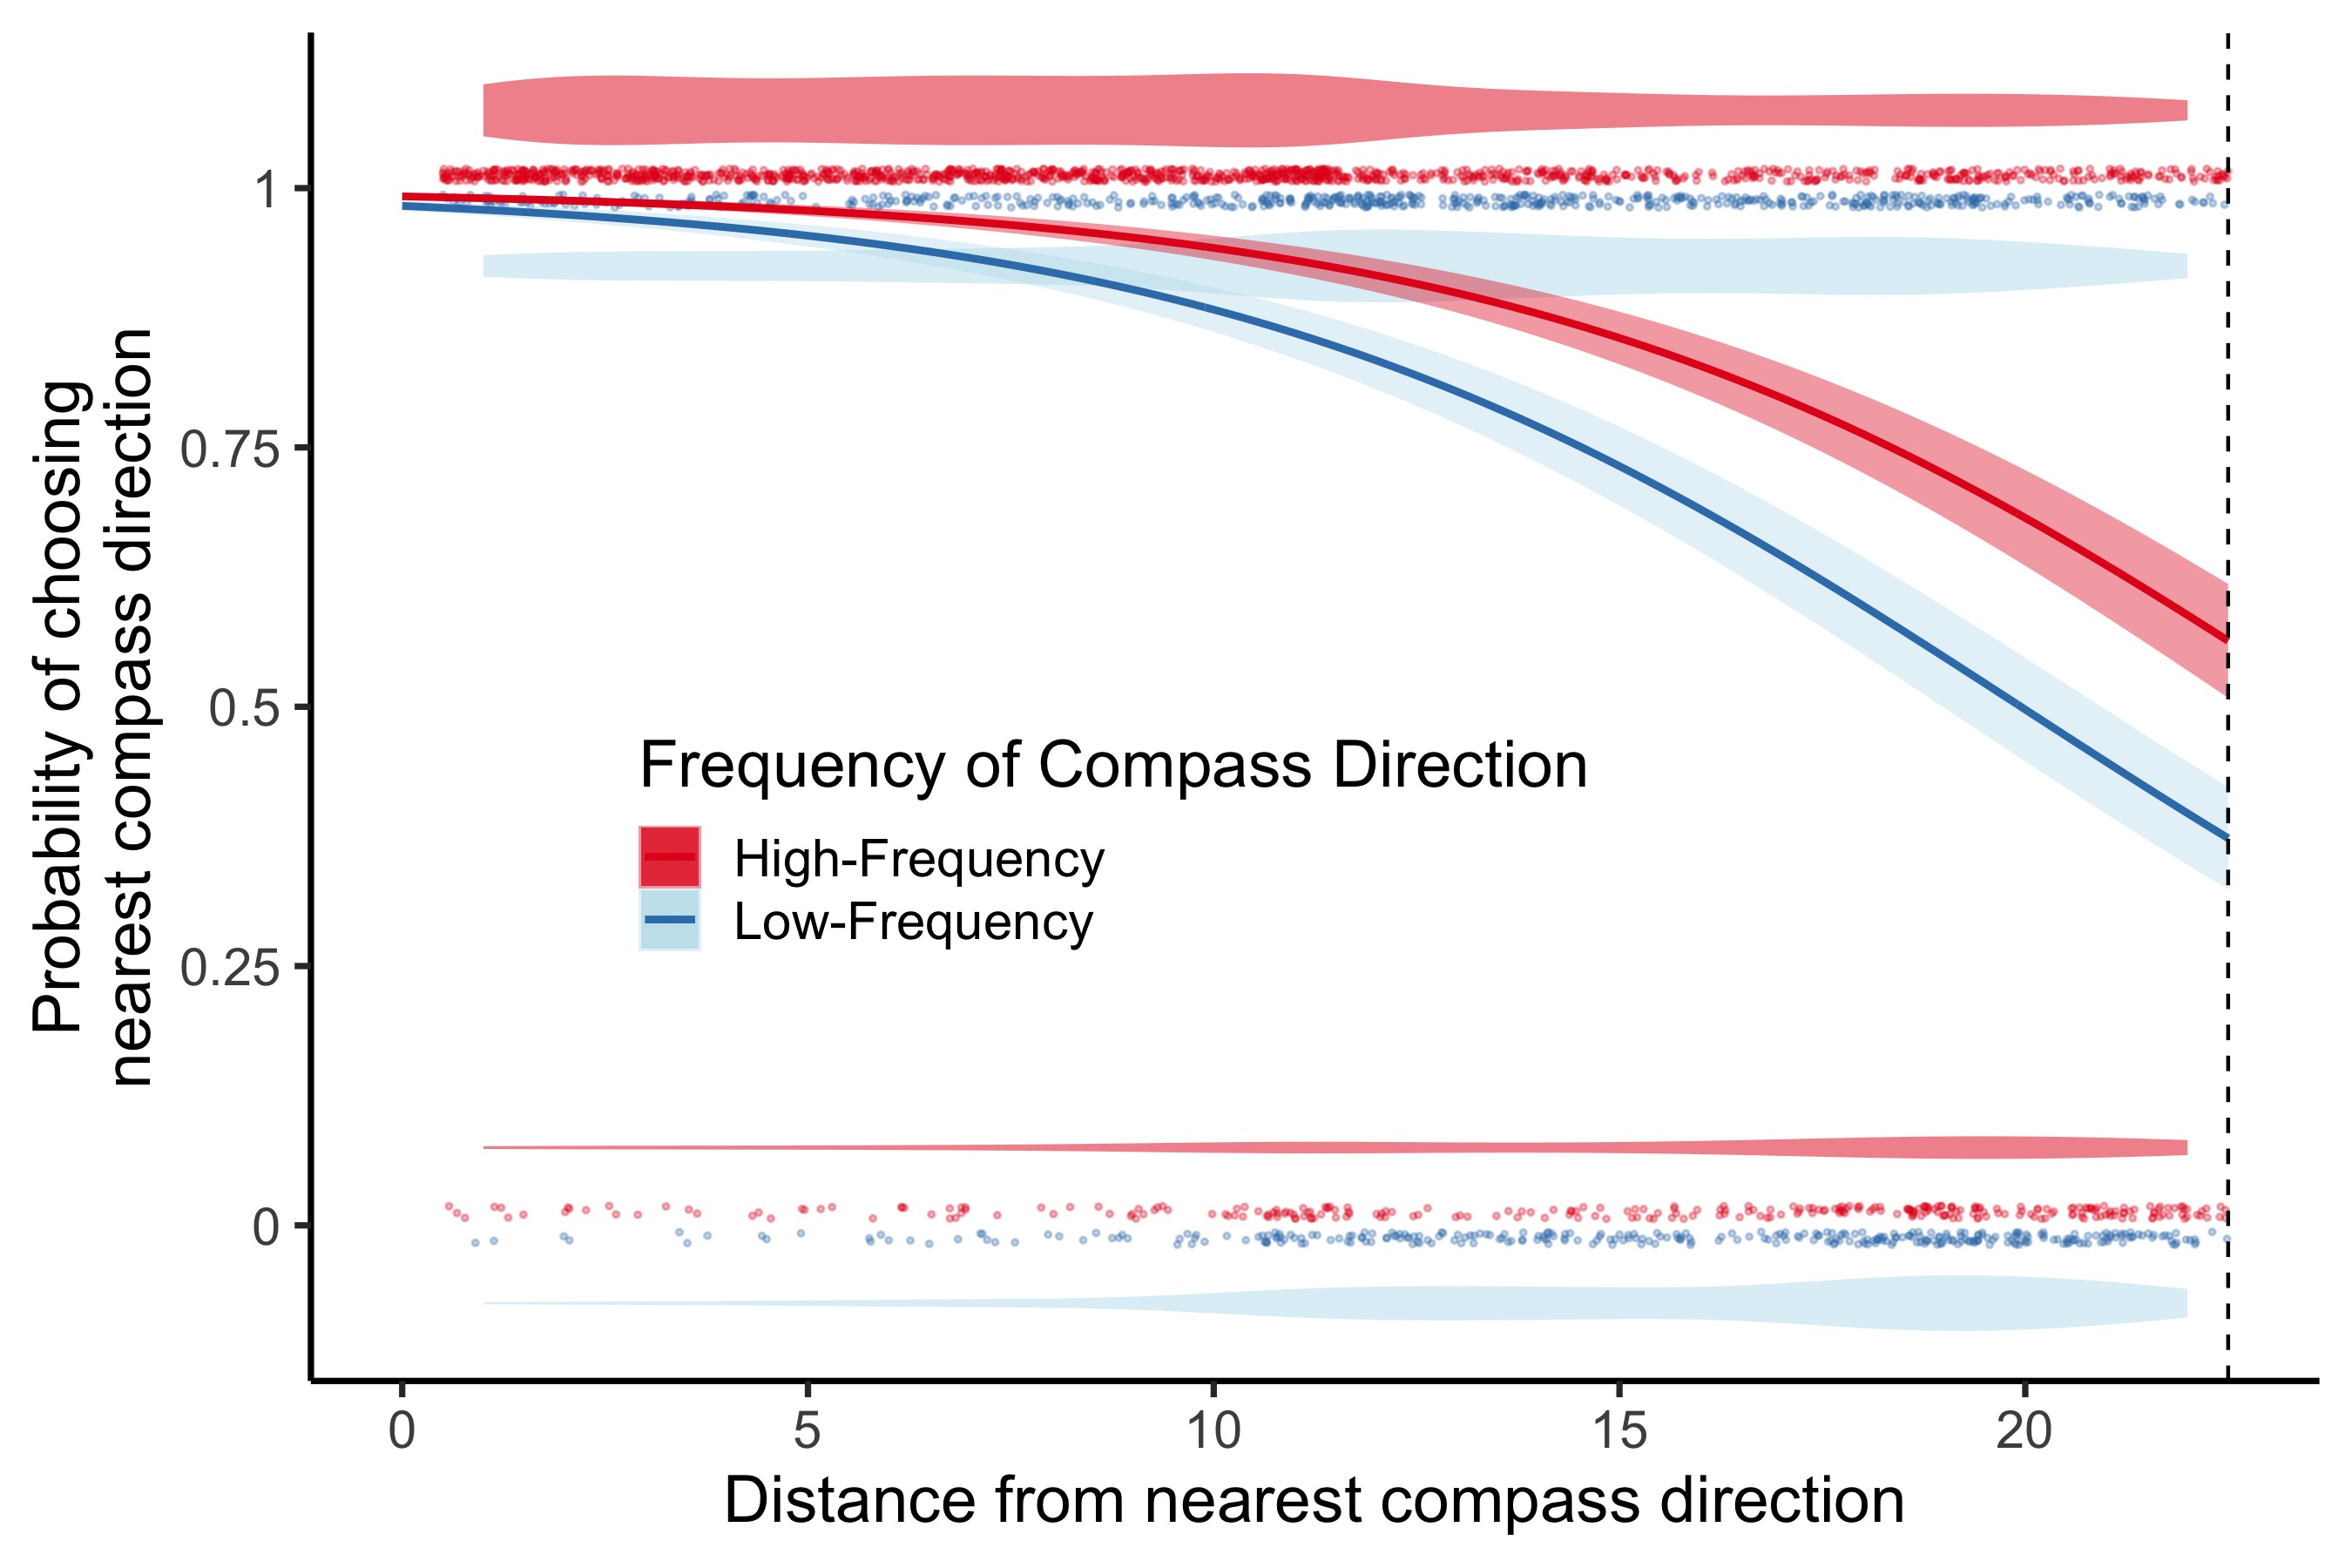 Probability of choosing
nearest compass direction
1
0.75
0.5
0.25
0
Frequency of Compass Direction
High-Frequency
Low-Frequency
0 5 10 15 20
Distance from nearest compass direction